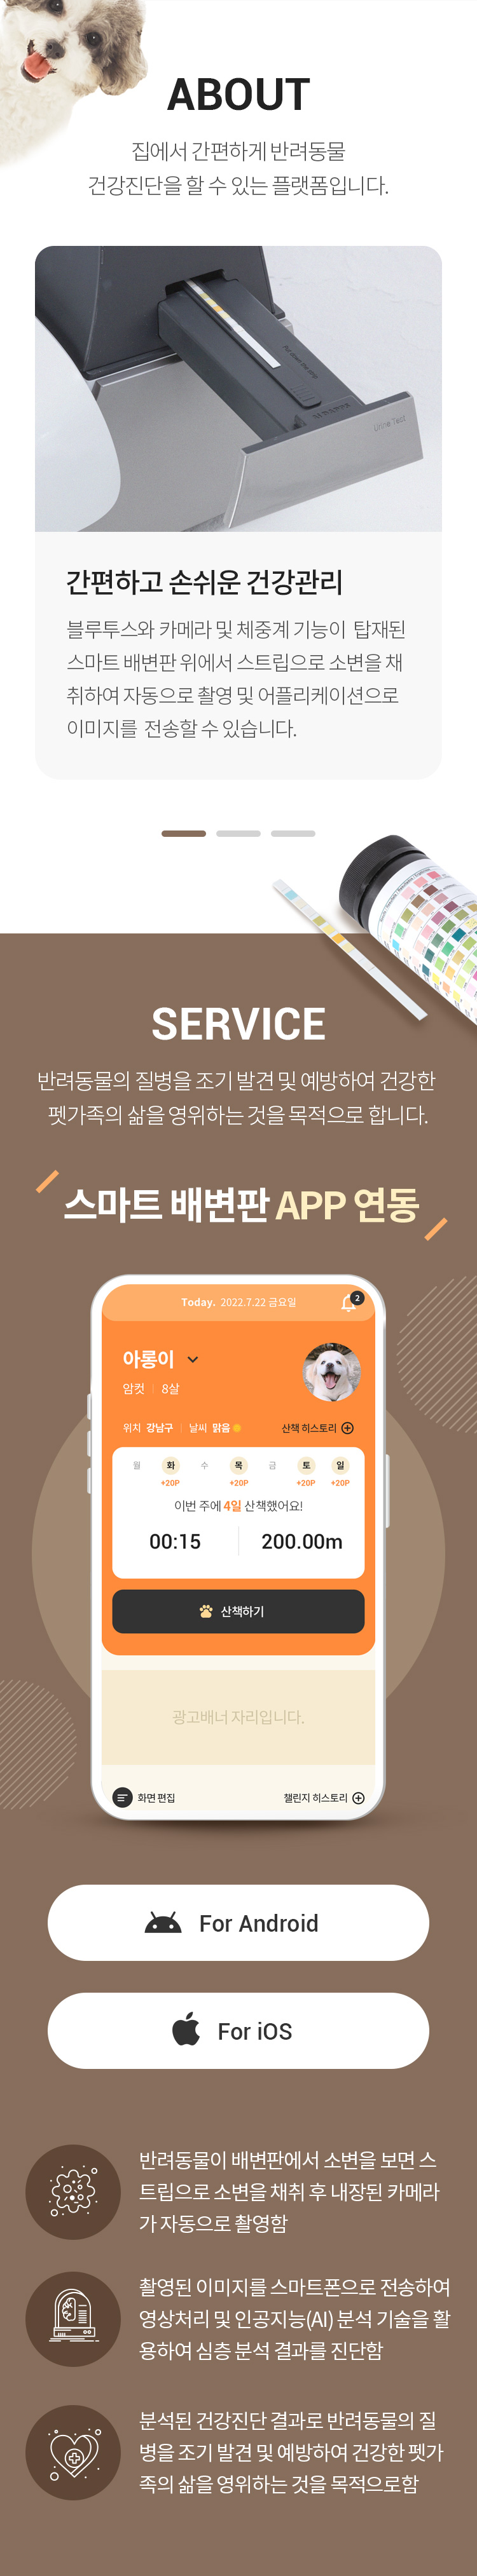 ABOUT
집에서 간편하게 반려동물
건강진단을 할 수 있는 플랫폼입니다.
Urine Test
간편하고 손쉬운 건강관리
블루투스와 카메라 및 체중계 기능이 탑재된
스마트 배변판 위에서 스트립으로 소변을 채
취하여 자동으로 촬영 및 어플리케이션으로
이미지를 전송할 수 있습니다.
SERVICE
반려동물의 질병을 조기 발견 및 예방하여 건강한
펫가족의 삶을 영위하는 것을 목적으로 합니다.
스마트 배변판 APP 연동
Today. 2022.7.22 금요일
2
아롱이
암컷 | 8살
위치 강남구 | 날씨 맑음
산책 히스토리
월 화 수 목 금 토 일
+20P +20P +20P +20P
이번 주에 4일 산책했어요!
00:15 200.00m
산책하기
광고배너 자리입니다.
화면 편집
챌린지 히스토리
For Android
For iOS
반려동물이 배변판에서 소변을 보면 스
트립으로 소변을 채취 후 내장된 카메라
가 자동으로 촬영함
촬영된 이미지를 스마트폰으로 전송하여
영상처리 및 인공지능(AI) 분석 기술을 활
용하여 심층 분석 결과를 진단함
분석된 건강진단 결과로 반려동물의 질
병을 조기 발견 및 예방하여 건강한 펫가
족의 삶을 영위하는 것을 목적으로함